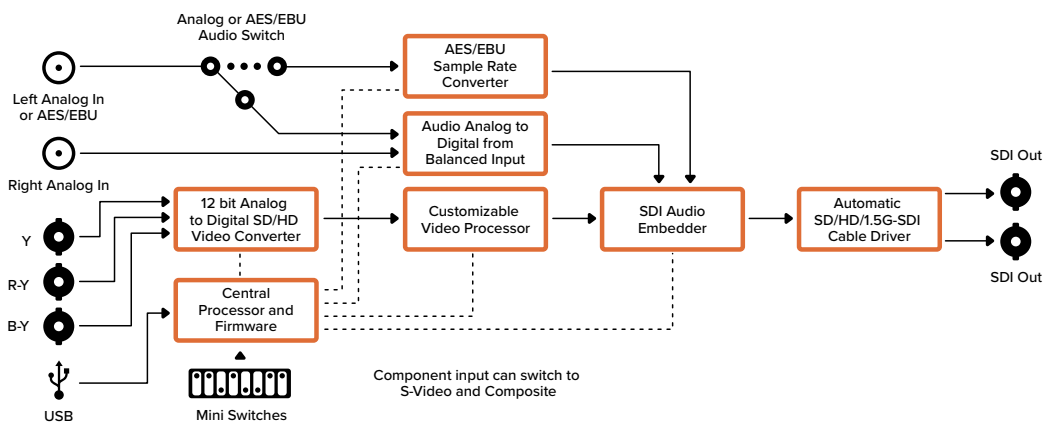 Analog or AES/EBU
Audio Switch
Left Analog In
or AES/EBU
Right Analog In
AES/EBU
Sample Rate
Converter
Audio Analog to
Digital from
Balanced Input
12 bit Analog
to Digital SD/HD
Video Converter
Customizable
Video Processor
SDI Audio
Embedder
Automatic
SD/HD/1.5G-SDI
Cable Driver
SDI Out
SDI Out
Y
R-Y
B-Y
USB
Central
Processor and
Firmware
Mini Switches
Component input can switch to
S-Video and Composite